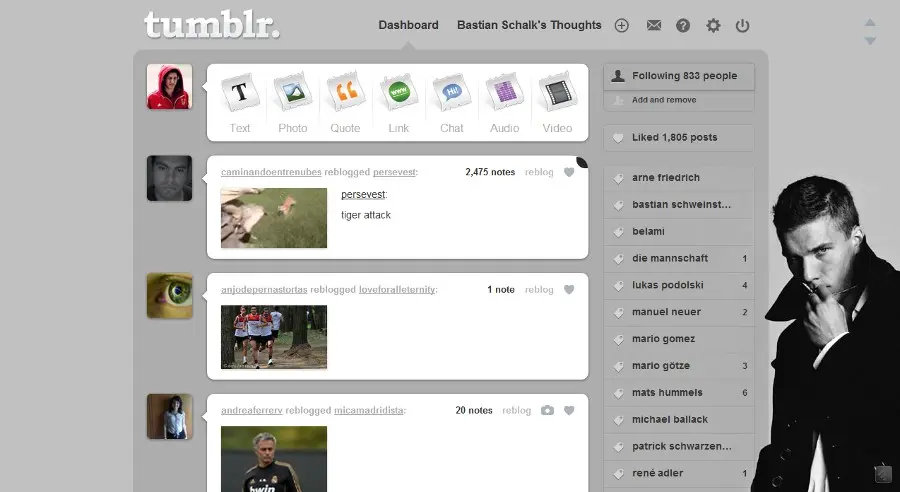 tumblr.
Dashboard
Bastian Schalk's Thoughts
Text
Photo
Quote
Link
Chat
Audio
Video
caminandoentrenubes reblogged persevest:
2,475 notes
reblog
persevest:
tiger attack
anjodepernastortas reblogged loveforalleternity:
1 note
reblog
andreaferrerv reblogged micamadridista:
20 notes
reblog
bwin
Following 833 people
Add and remove
Liked 1,805 posts
arne friedrich
bastian schweinst...
belami
die mannschaft 1
lukas podolski 4
manuel neuer 2
mario gomez
mario götze 3
mats hummels 6
michael ballack
patrick schwarzen...
rené adler 1